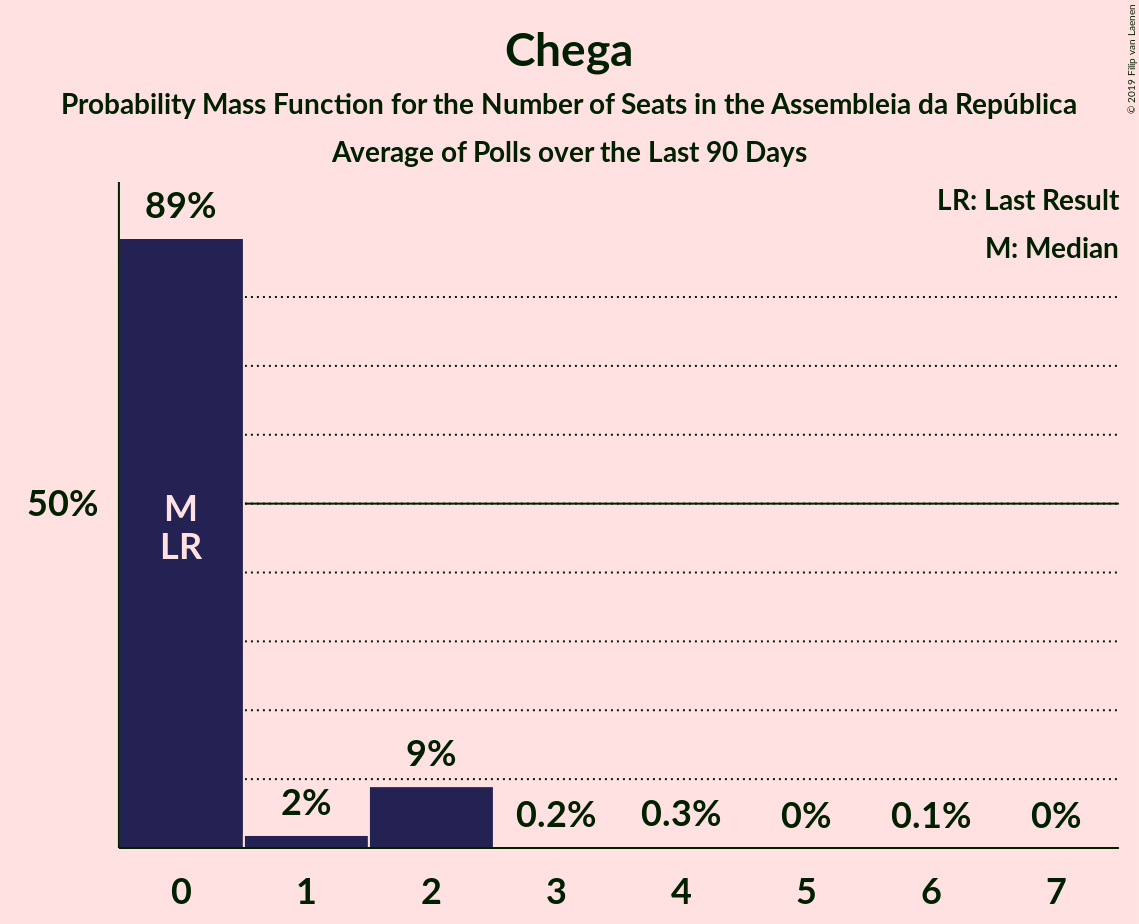 Chega
Probability Mass Function for the Number of Seats in the Assembleia da República
Average of Polls over the Last 90 Days
© 2019 Filip van Laenen
LR: Last Result
M: Median
89%
50%
M
LR
2%
9%
0.2%
0.3%
0%
0.1%
0%
0 1 2 3 4 5 6 7